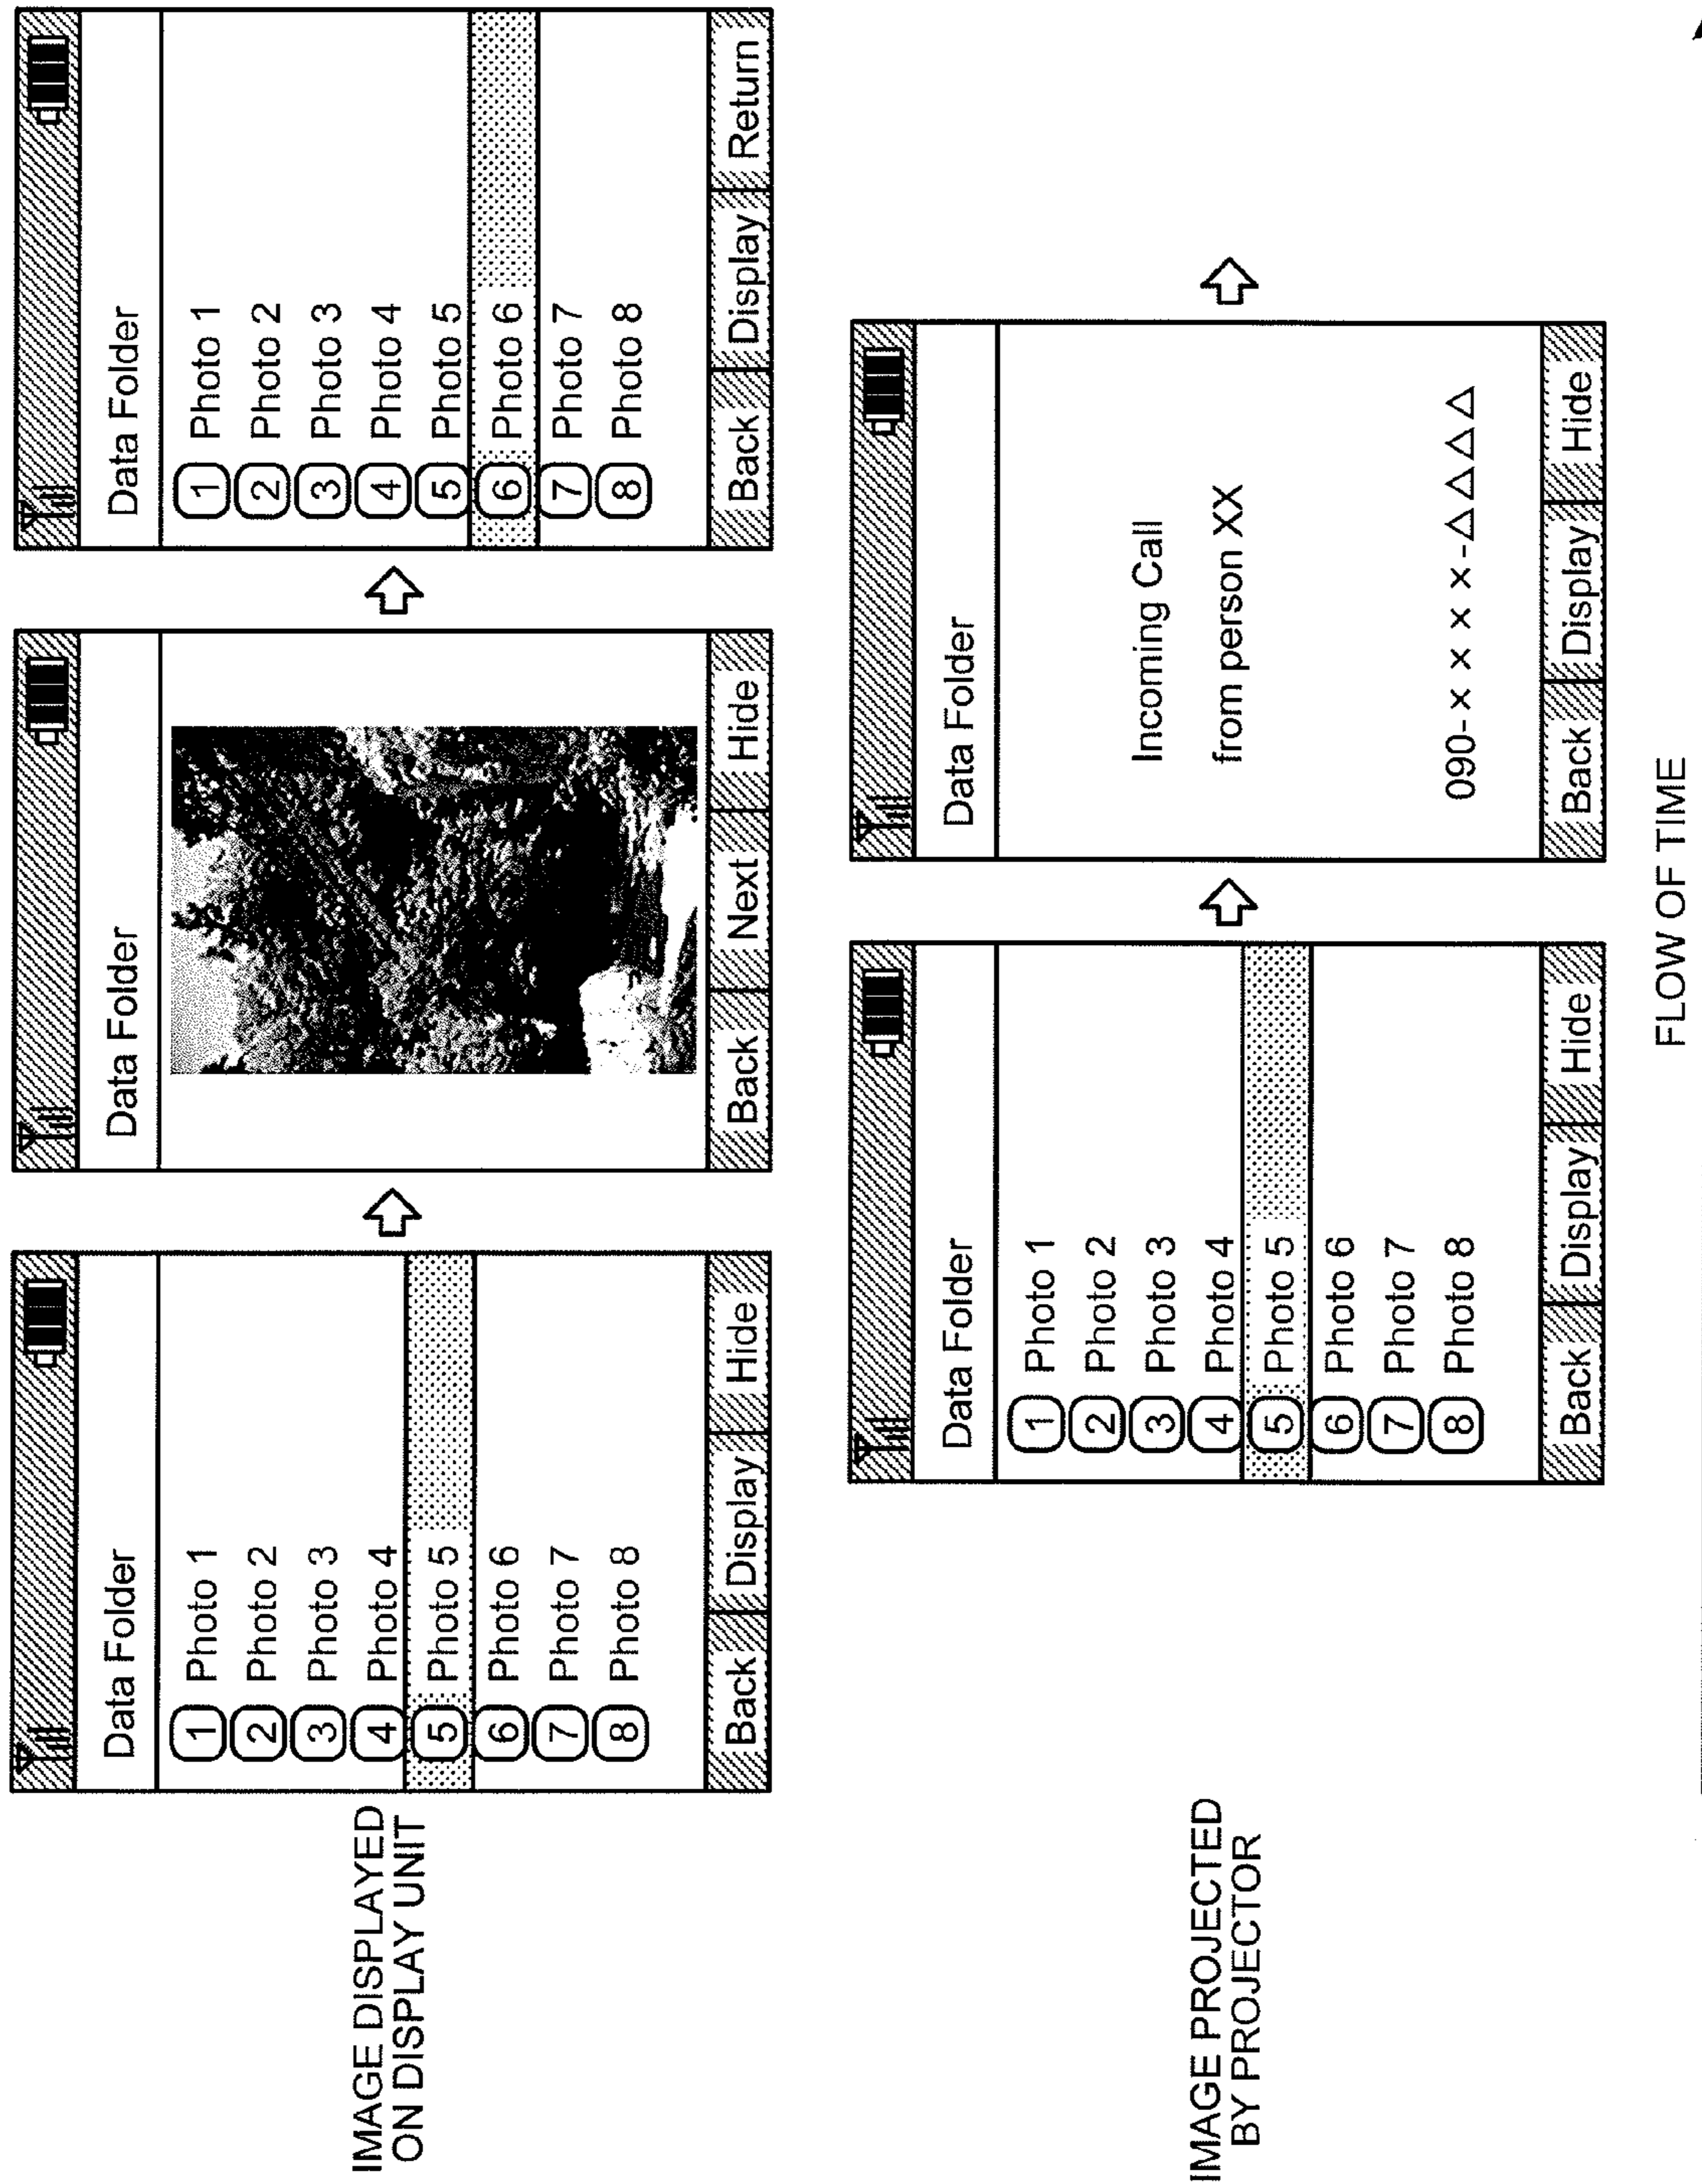 IMAGE DISPLAYED
ON DISPLAY UNIT
Data Folder
1 Photo 1
2 Photo 2
3 Photo 3
4 Photo 4
5 Photo 5
6 Photo 6
7 Photo 7
8 Photo 8
Back Display Hide
Data Folder
Back Next Hide
Data Folder
1 Photo 1
2 Photo 2
3 Photo 3
4 Photo 4
5 Photo 5
6 Photo 6
7 Photo 7
8 Photo 8
Back Display Return
IMAGE PROJECTED
BY PROJECTOR
Data Folder
1 Photo 1
2 Photo 2
3 Photo 3
4 Photo 4
5 Photo 5
6 Photo 6
7 Photo 7
8 Photo 8
Back Display Hide
Data Folder
Incoming Call
from person XX
090-××××-△△△△
Back Display Hide
FLOW OF TIME